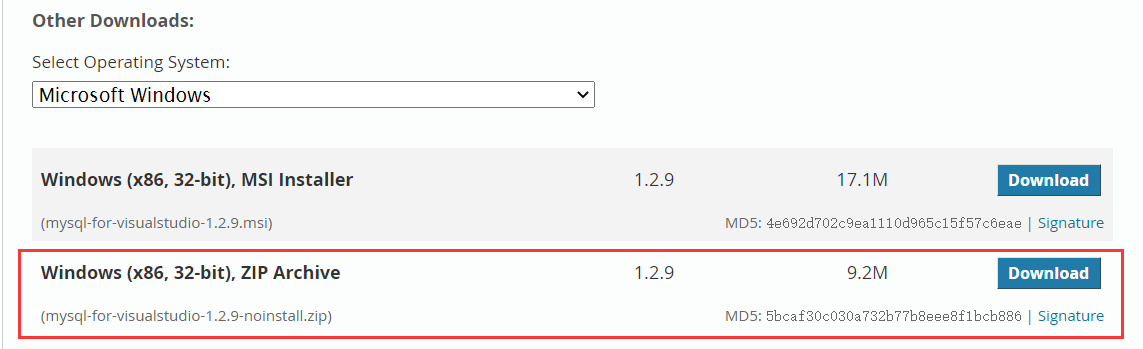 Other Downloads:
Select Operating System:
Microsoft Windows
Windows (x86, 32-bit), MSI Installer 1.2.9 17.1M Download
(mysql-for-visualstudio-1.2.9.msi) MD5: 4e692d702c9ea1110d965c15f57c6eae | Signature
Windows (x86, 32-bit), ZIP Archive 1.2.9 9.2M Download
(mysql-for-visualstudio-1.2.9-noinstall.zip) MD5: 5bcaf30c030a732b77b8eee8f1bcb886 | Signature